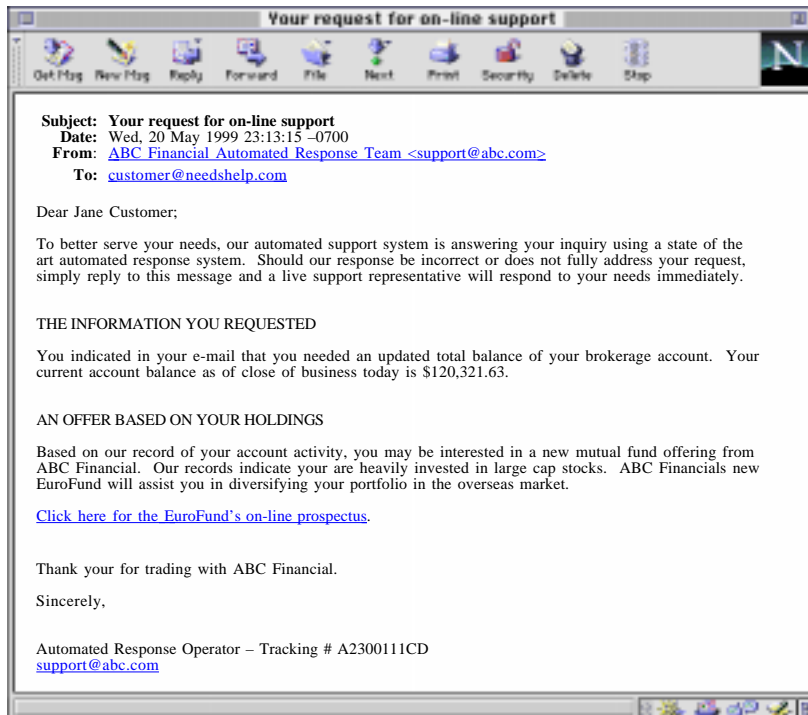 Your request for on-line support
Get Msg New Msg Reply Forward File Next Print Security Delete Stop
N
Subject: Your request for on-line support
Date: Wed, 20 May 1999 23:13:15 –0700
From: ABC Financial Automated Response Team <support@abc.com>
To: customer@needshelp.com
Dear Jane Customer;
To better serve your needs, our automated support system is answering your inquiry using a state of the
art automated response system. Should our response be incorrect or does not fully address your request,
simply reply to this message and a live support representative will respond to your needs immediately.
THE INFORMATION YOU REQUESTED
You indicated in your e-mail that you needed an updated total balance of your brokerage account. Your
current account balance as of close of business today is $120,321.63.
AN OFFER BASED ON YOUR HOLDINGS
Based on our record of your account activity, you may be interested in a new mutual fund offering from
ABC Financial. Our records indicate your are heavily invested in large cap stocks. ABC Financials new
EuroFund will assist you in diversifying your portfolio in the overseas market.
Click here for the EuroFund's on-line prospectus.
Thank your for trading with ABC Financial.
Sincerely,
Automated Response Operator – Tracking # A2300111CD
support@abc.com